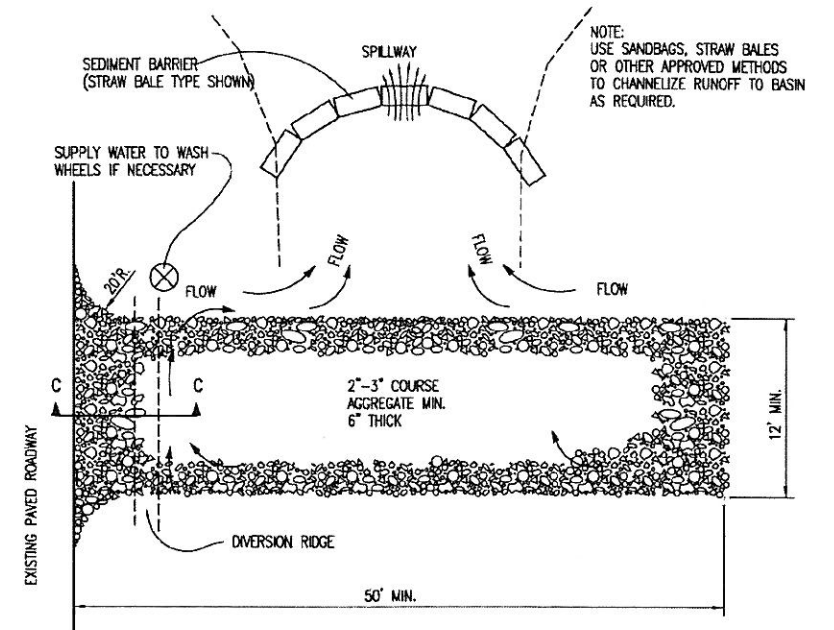 SPILLWAY
NOTE:
USE SANDBAGS, STRAW BALES
OR OTHER APPROVED METHODS
TO CHANNELIZE RUNOFF TO BASIN
AS REQUIRED.
SEDIMENT BARRIER
(STRAW BALE TYPE SHOWN)
SUPPLY WATER TO WASH
WHEELS IF NECESSARY
20'R.
FLOW
FLOW
FLOW
FLOW
C
C
2"-3" COURSE
AGGREGATE MIN.
6" THICK
12' MIN.
EXISTING PAVED ROADWAY
DIVERSION RIDGE
50' MIN.